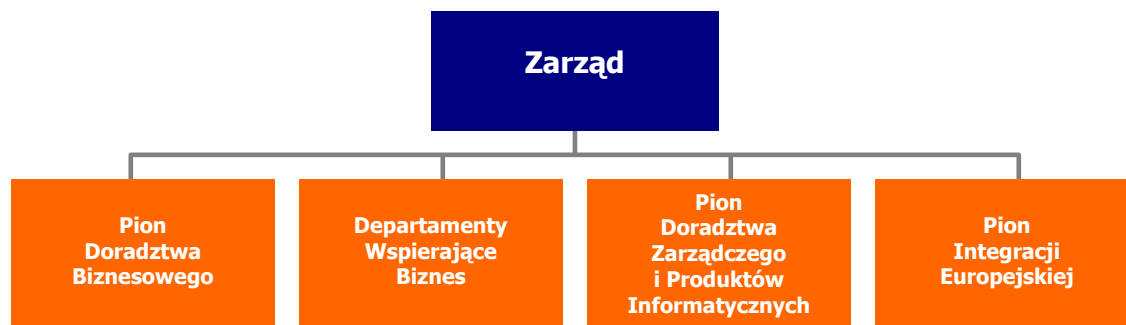 Zarząd
Pion
Doradztwa
Biznesowego
Departamenty
Wspierające
Biznes
Pion
Doradztwa
Zarządczego
i Produktów
Informatycznych
Pion
Integracji
Europejskiej